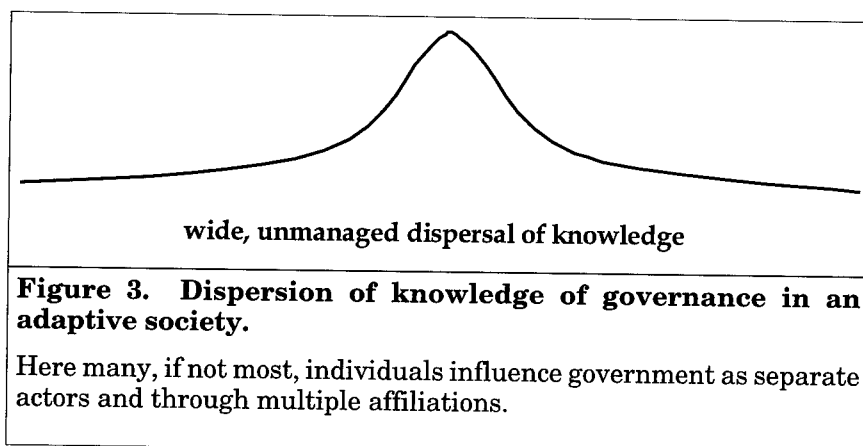 wide, unmanaged dispersal of knowledge
Figure 3. Dispersion of knowledge of governance in an
adaptive society.
Here many, if not most, individuals influence government as separate
actors and through multiple affiliations.